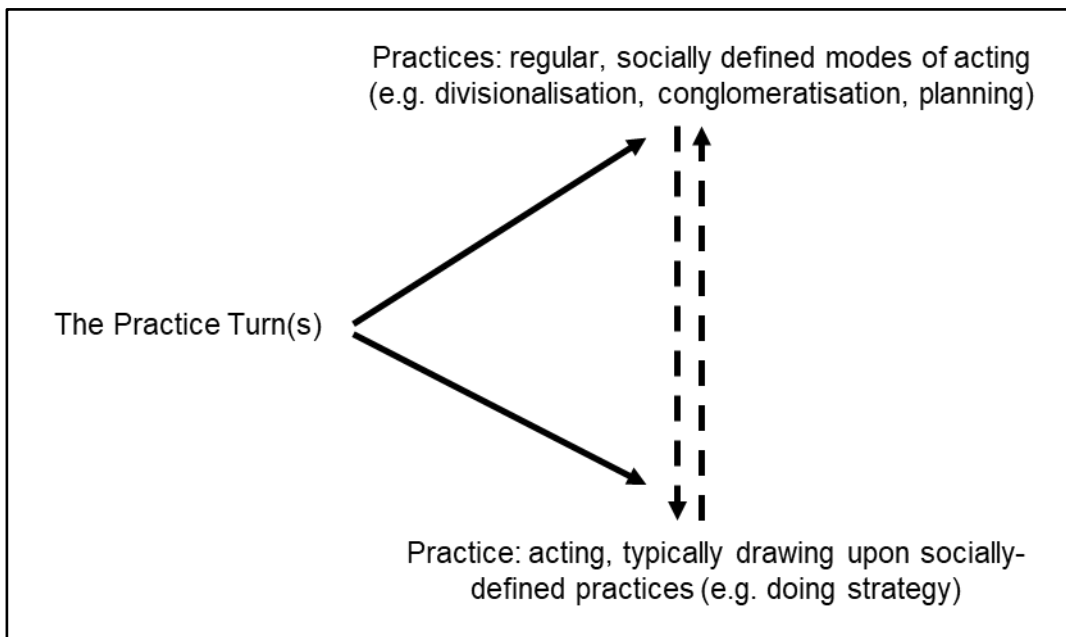 Practices: regular, socially defined modes of acting
(e.g. divisionalisation, conglomeratisation, planning)
The Practice Turn(s)
Practice: acting, typically drawing upon socially-
defined practices (e.g. doing strategy)